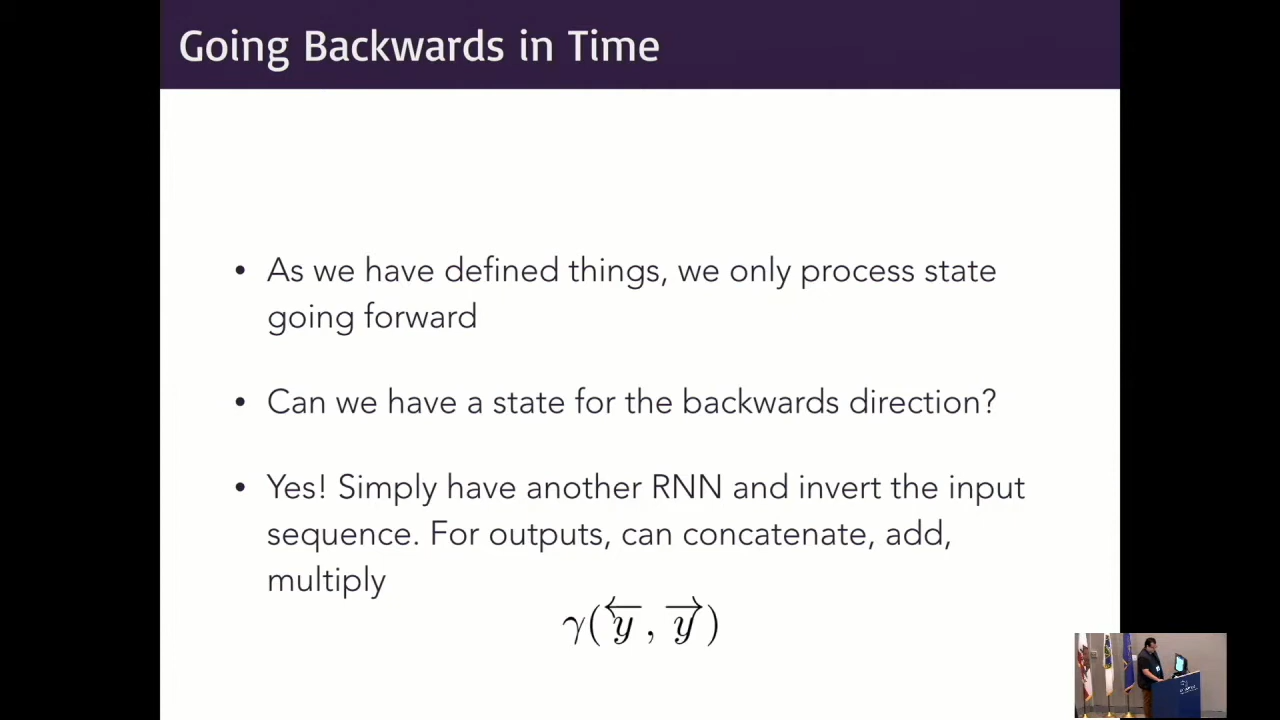 Going Backwards in Time
• As we have defined things, we only process state
going forward
• Can we have a state for the backwards direction?
• Yes! Simply have another RNN and invert the input
sequence. For outputs, can concatenate, add,
multiply
γ(←y, →y)